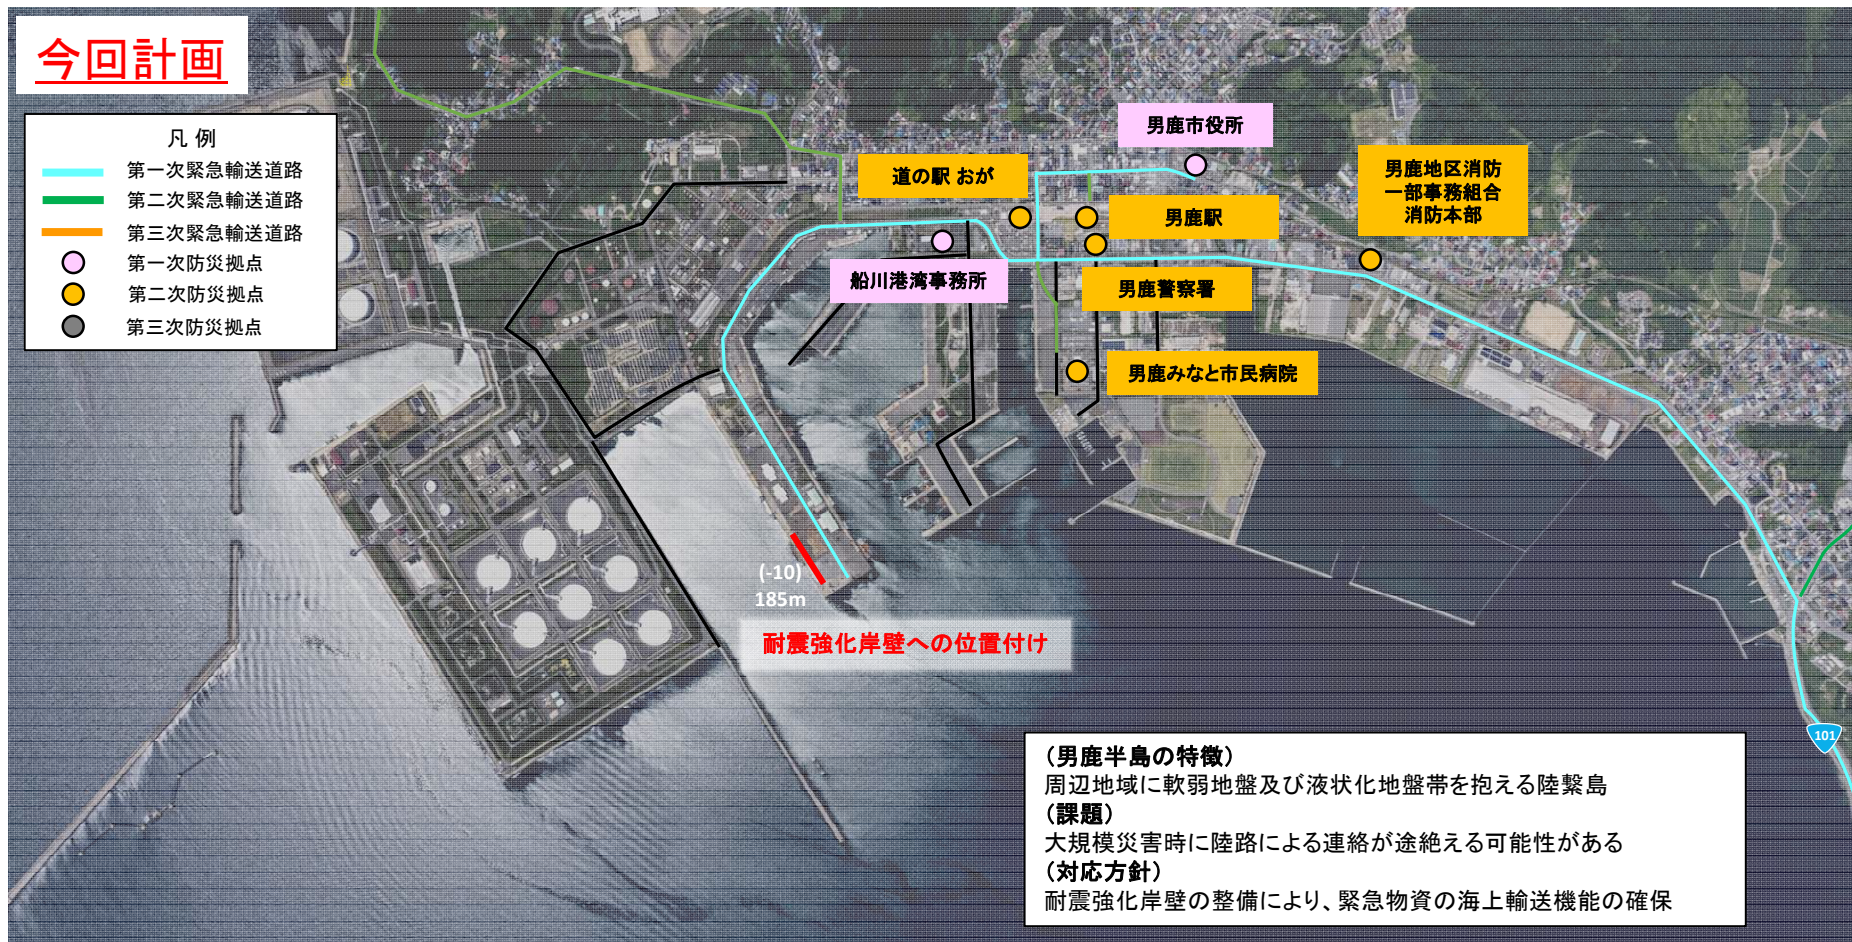 今回計画
凡 例
第一次緊急輸送道路
第二次緊急輸送道路
第三次緊急輸送道路
第一次防災拠点
第二次防災拠点
第三次防災拠点
男鹿市役所
道の駅 おが
男鹿地区消防
一部事務組合
消防本部
男鹿駅
船川港湾事務所
男鹿警察署
男鹿みなと市民病院
(-10)
185m
耐震強化岸壁への位置付け
101
(男鹿半島の特徴)
周辺地域に軟弱地盤及び液状化地盤帯を抱える陸繋島
(課題)
大規模災害時に陸路による連絡が途絶える可能性がある
(対応方針)
耐震強化岸壁の整備により、緊急物資の海上輸送機能の確保